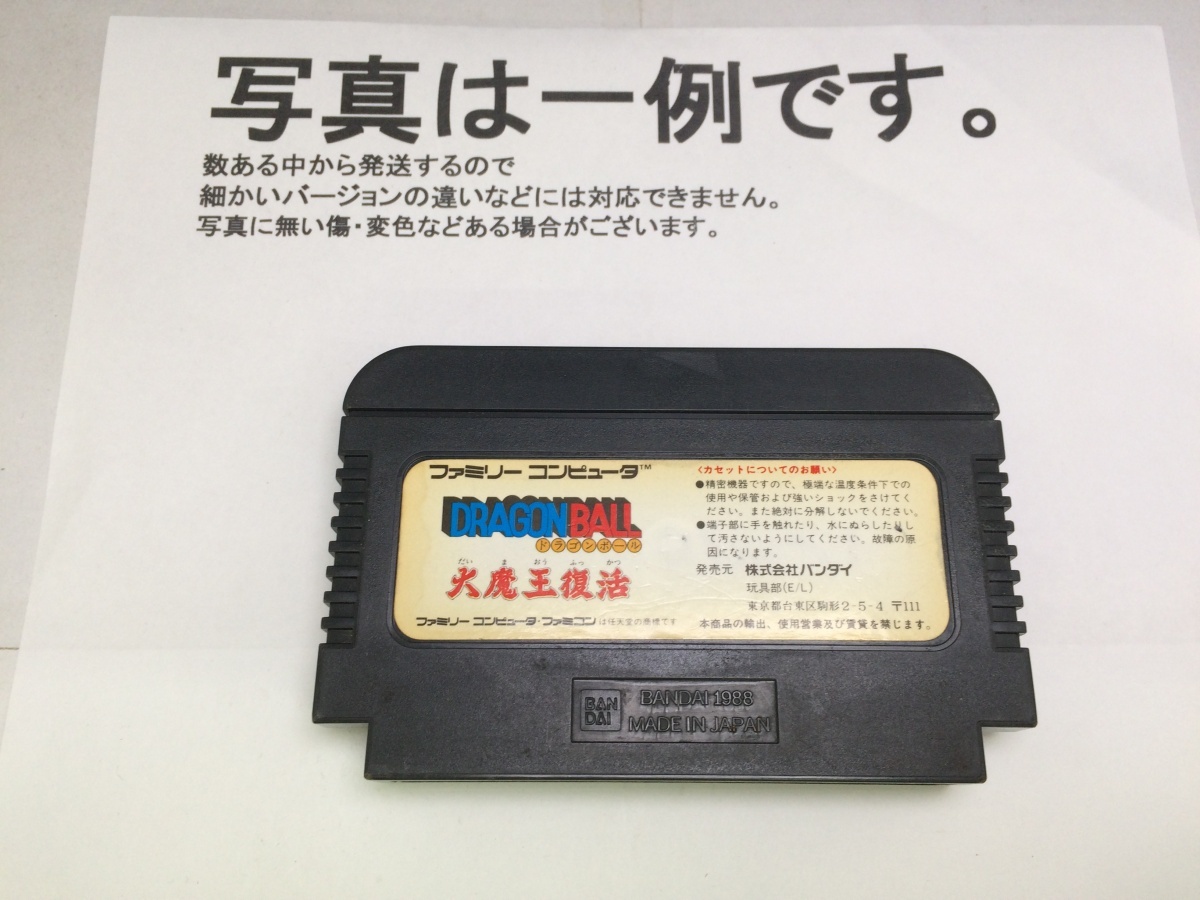 写真は一例です。
数ある中から発送するので
細かいバージョンの違いなどには対応できません。
写真に無い傷・変色などある場合がございます。
ファミリー コンピュータ™
DRAGON BALL
ドラゴンボール
だい ま おう ふっ かつ
大魔王復活
ファミリー コンピュータ・ファミコンは任天堂の商標です
〈カセットについてのお願い〉
●精密機器ですので、極端な温度条件下での
使用や保管および強いショックをさけてく
ださい。また絶対に分解しないでください。
●端子部に手を触れたり、水にぬらしたりし
て汚さないようにしてください。故障の原
因になります。
発売元 株式会社バンダイ
玩具部(E/L)
東京都台東区駒形2-5-4 〒111
本商品の輸出、使用営業及び賃貸を禁じます。
BAN
DAI
BANDAI 1988
MADE IN JAPAN